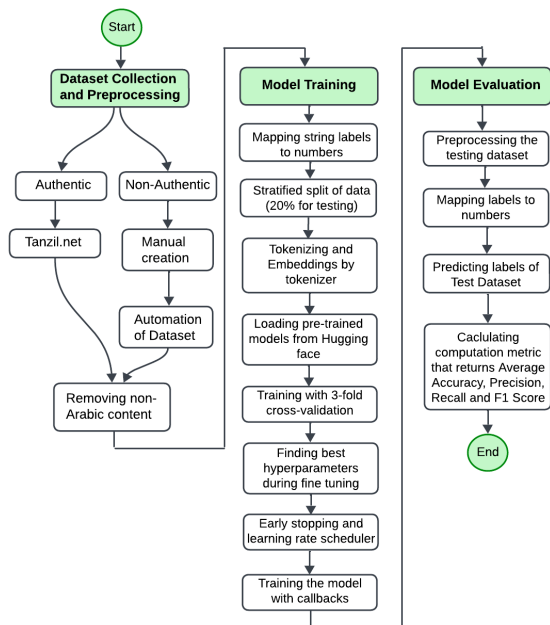 Start
Dataset Collection
and Preprocessing
Authentic
Non-Authentic
Tanzil.net
Manual
creation
Automation
of Dataset
Removing non-
Arabic content
Model Training
Mapping string labels
to numbers
Stratified split of data
(20% for testing)
Tokenizing and
Embeddings by
tokenizer
Loading pre-trained
models from Hugging
face
Training with 3-fold
cross-validation
Finding best
hyperparameters
during fine tuning
Early stopping and
learning rate scheduler
Training the model
with callbacks
Model Evaluation
Preprocessing the
testing dataset
Mapping labels to
numbers
Predicting labels of
Test Dataset
Caclulating
computation metric
that returns Average
Accuracy, Precision,
Recall and F1 Score
End